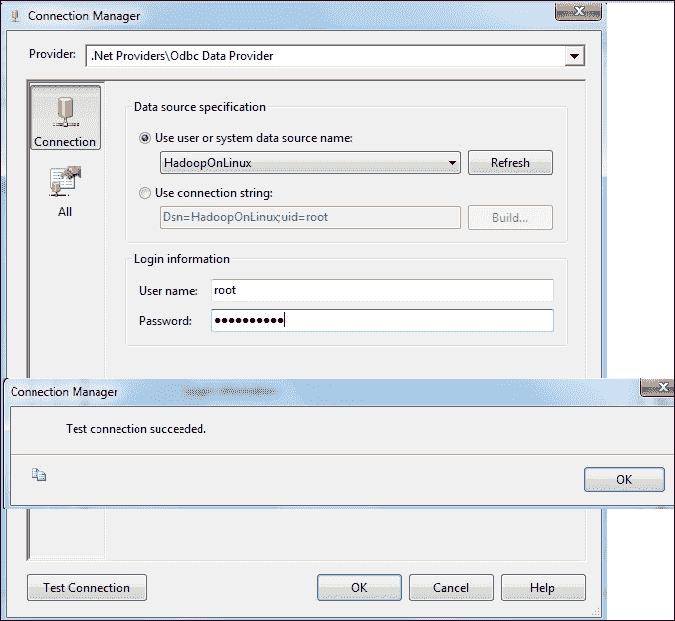 Connection Manager
Provider: .Net Providers\Odbc Data Provider
Connection
All
Data source specification
Use user or system data source name:
HadoopOnLinux Refresh
Use connection string:
Dsn=HadoopOnLinux;uid=root Build...
Login information
User name: root
Password: ●●●●●●●●●●
Connection Manager
Test connection succeeded.
OK
Test Connection OK Cancel Help